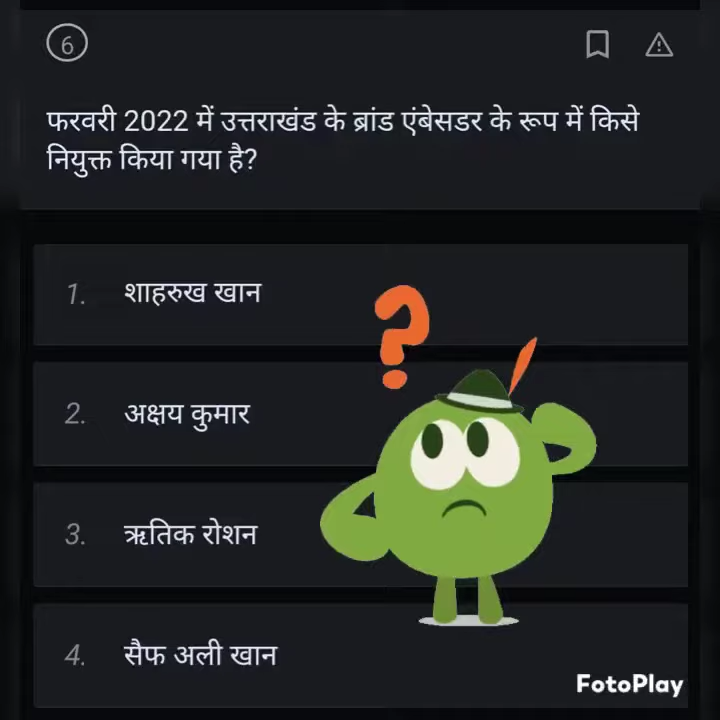 6
फरवरी 2022 में उत्तराखंड के ब्रांड एंबेसडर के रूप में किसे
नियुक्त किया गया है?
1. शाहरुख खान
2. अक्षय कुमार
3. ऋतिक रोशन
4. सैफ अली खान
FotoPlay